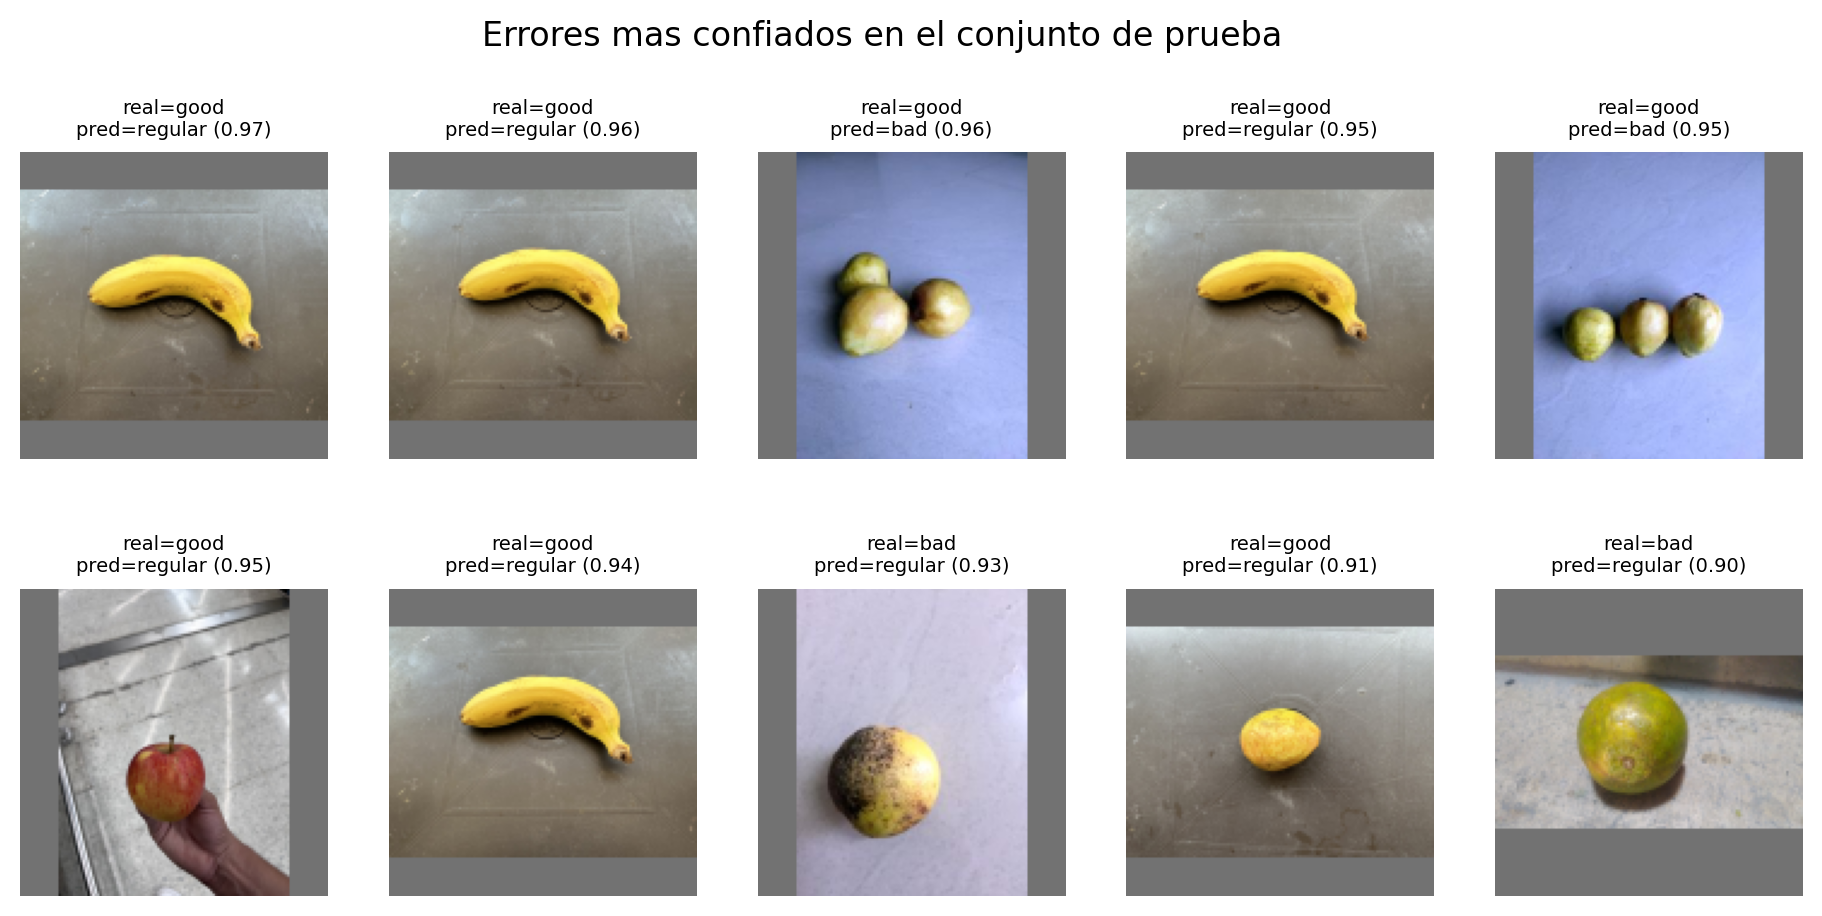 Errores mas confiados en el conjunto de prueba
real=good
pred=regular (0.97)
real=good
pred=regular (0.96)
real=good
pred=bad (0.96)
real=good
pred=regular (0.95)
real=good
pred=bad (0.95)
real=good
pred=regular (0.95)
real=good
pred=regular (0.94)
real=bad
pred=regular (0.93)
real=good
pred=regular (0.91)
real=bad
pred=regular (0.90)